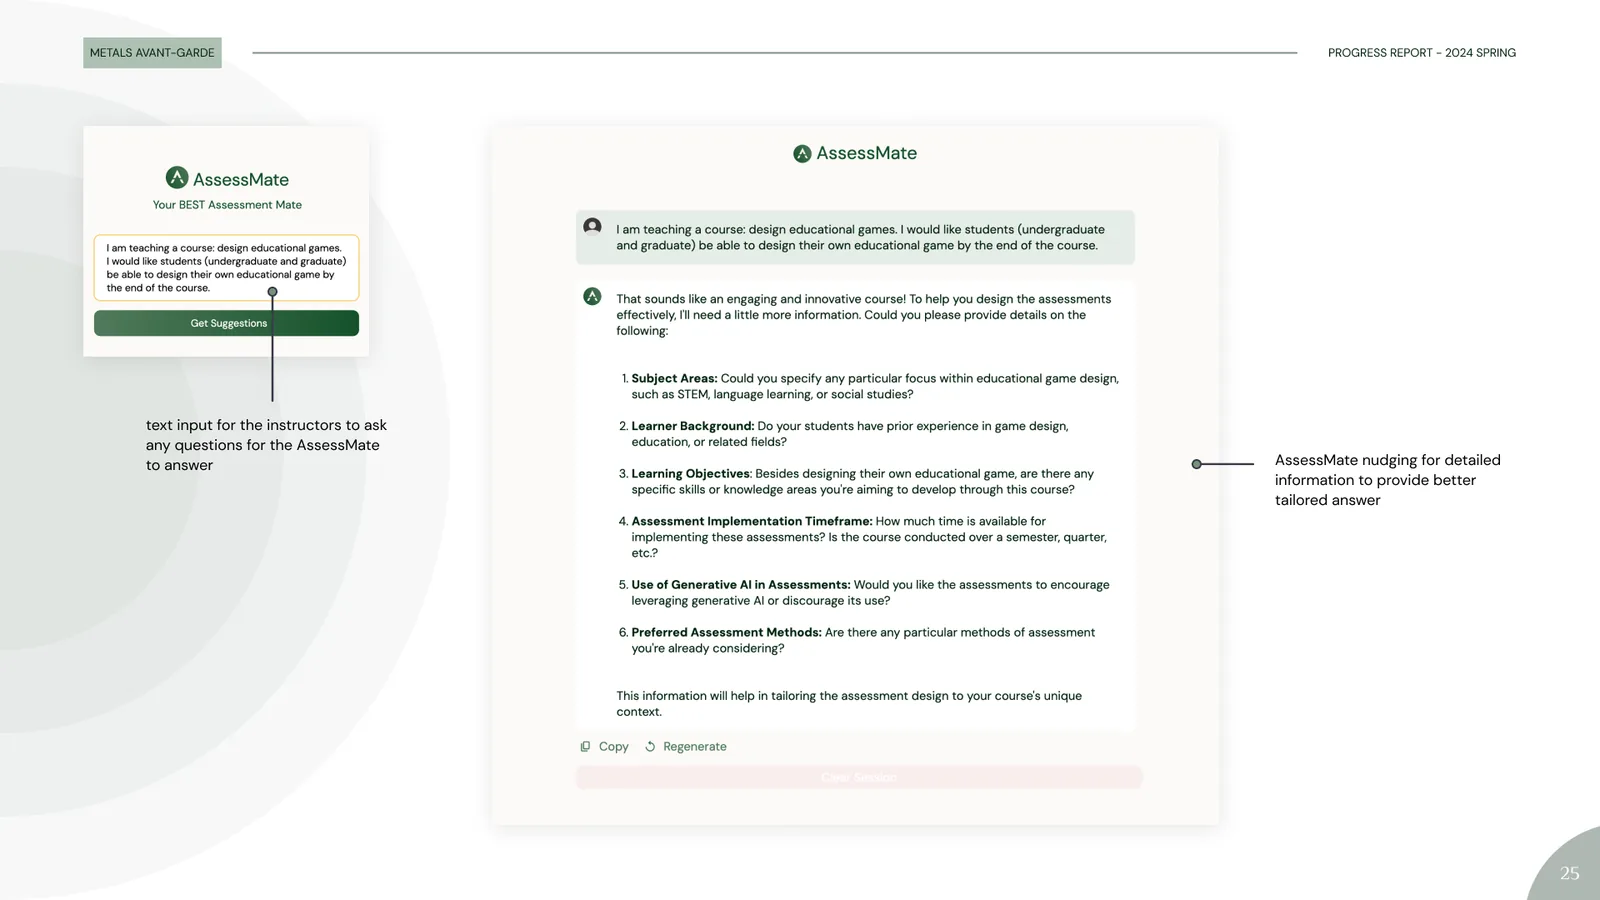 METALS AVANT-GARDE
PROGRESS REPORT - 2024 SPRING
AssessMate
Your BEST Assessment Mate
I am teaching a course: design educational games.
I would like students (undergraduate and graduate)
be able to design their own educational game by
the end of the course.
Get Suggestions
text input for the instructors to ask
any questions for the AssessMate
to answer
AssessMate
I am teaching a course: design educational games. I would like students (undergraduate
and graduate) be able to design their own educational game by the end of the course.
That sounds like an engaging and innovative course! To help you design the assessments
effectively, I'll need a little more information. Could you please provide details on the
following:
1. Subject Areas: Could you specify any particular focus within educational game design,
such as STEM, language learning, or social studies?
2. Learner Background: Do your students have prior experience in game design,
education, or related fields?
3. Learning Objectives: Besides designing their own educational game, are there any
specific skills or knowledge areas you're aiming to develop through this course?
4. Assessment Implementation Timeframe: How much time is available for
implementing these assessments? Is the course conducted over a semester, quarter,
etc.?
5. Use of Generative AI in Assessments: Would you like the assessments to encourage
leveraging generative AI or discourage its use?
6. Preferred Assessment Methods: Are there any particular methods of assessment
you're already considering?
This information will help in tailoring the assessment design to your course's unique
context.
Copy
Regenerate
Clear Session
AssessMate nudging for detailed
information to provide better
tailored answer
25